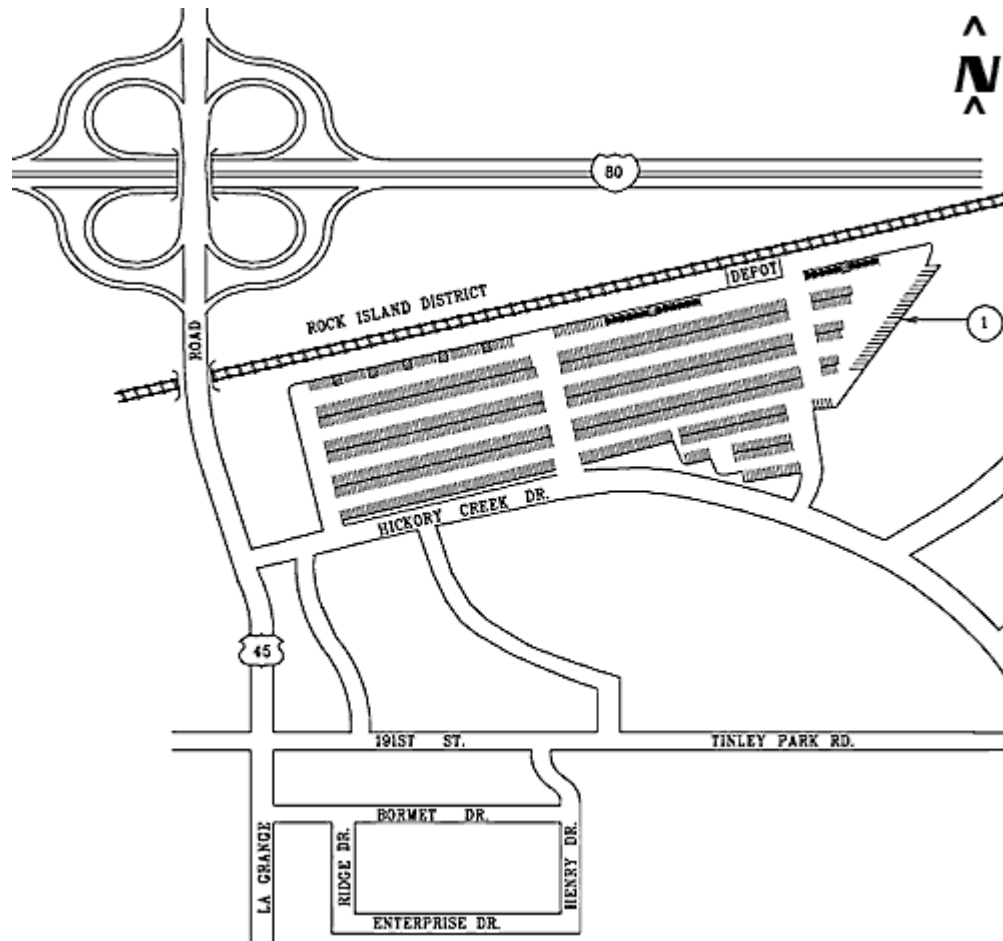 N
80
DEPOT
ROCK ISLAND DISTRICT
1
ROAD
HICKORY CREEK DR.
45
191ST ST.
TINLEY PARK RD.
BORMET DR.
LA GRANGE
RIDGE DR.
HENRY DR.
ENTERPRISE DR.